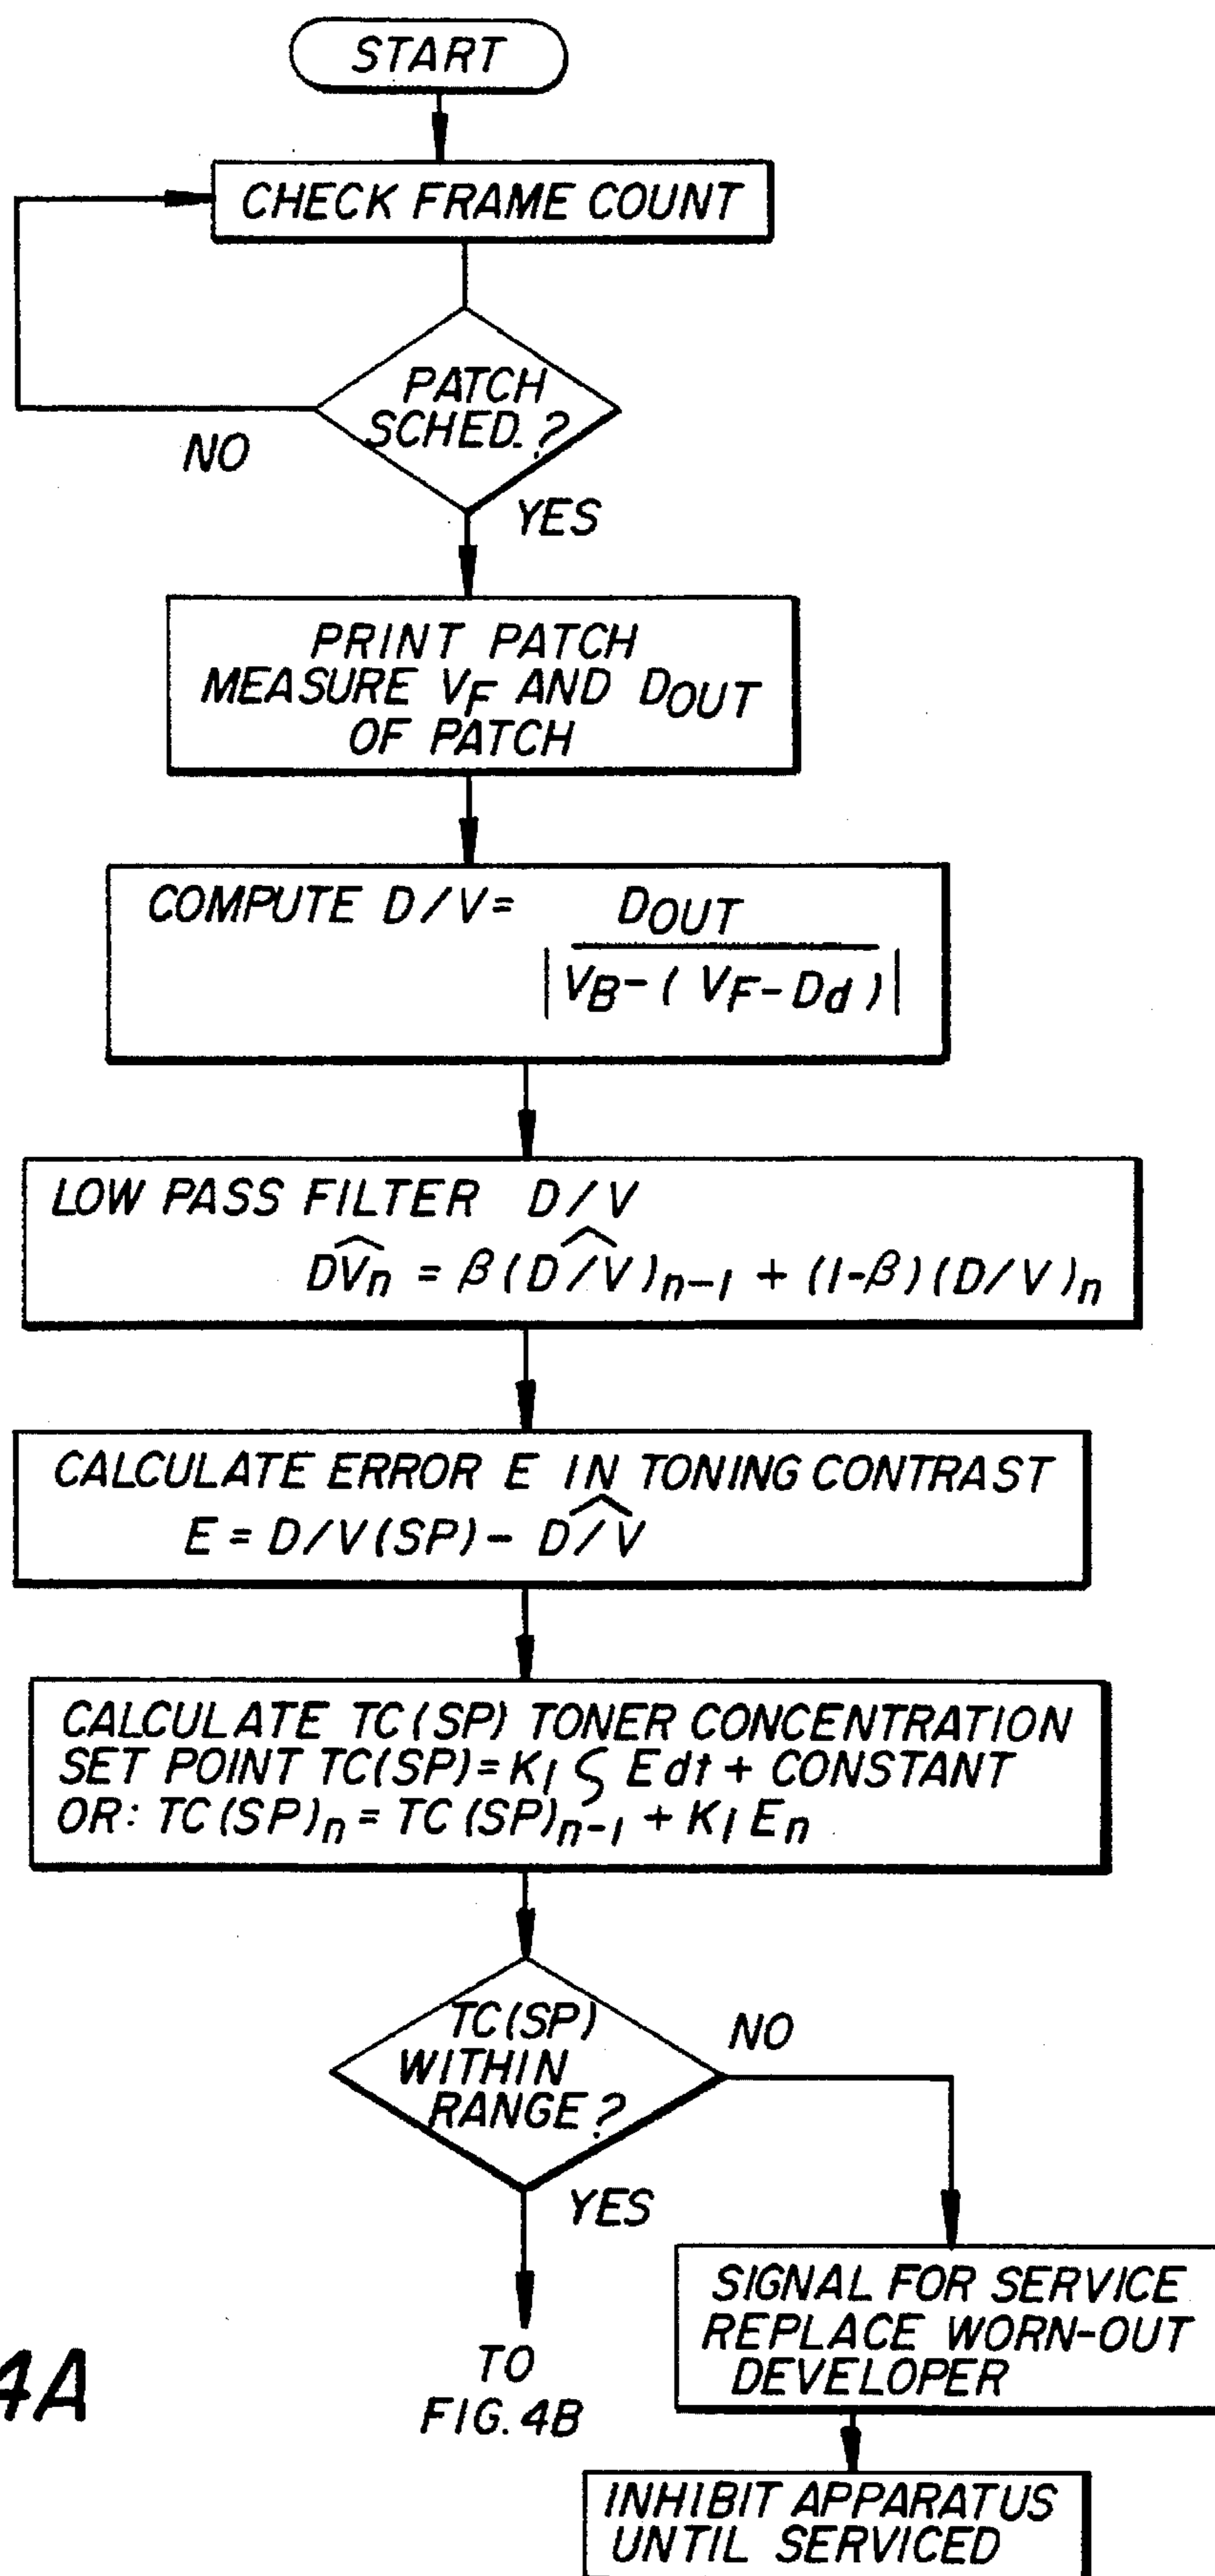 START
CHECK FRAME COUNT
PATCH
SCHED.?
NO
YES
PRINT PATCH
MEASURE VF AND DOUT
OF PATCH
COMPUTE D/V = DOUT
|VB-(VF-Dd)|
LOW PASS FILTER D/V
D̂Vn = β(D/̂V)n-1 + (1-β)(D/V)n
CALCULATE ERROR E IN TONING CONTRAST
E = D/V(SP) - D/̂V
CALCULATE TC(SP) TONER CONCENTRATION
SET POINT TC(SP) = KI ∫ E dt + CONSTANT
OR: TC(SP)n = TC(SP)n-1 + KI En
TC(SP)
WITHIN
RANGE?
NO
YES
SIGNAL FOR SERVICE
REPLACE WORN-OUT
DEVELOPER
TO
FIG. 4B
4A
INHIBIT APPARATUS
UNTIL SERVICED